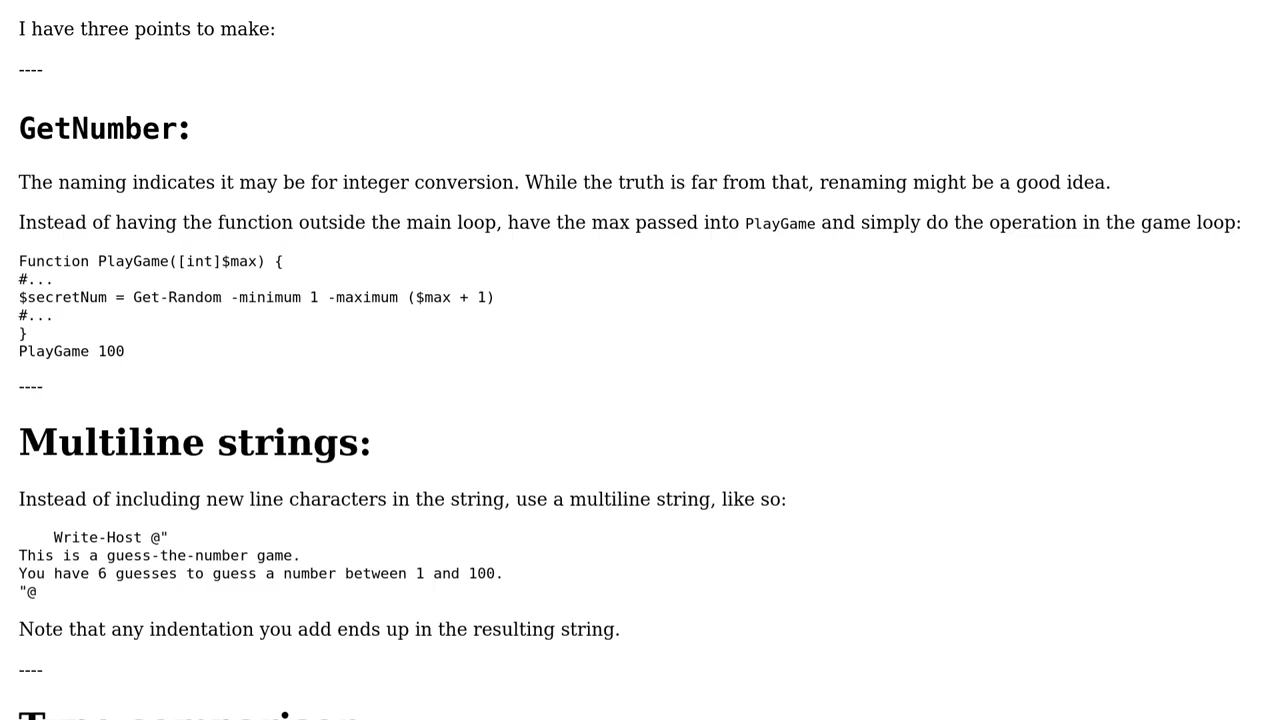 I have three points to make:
----
GetNumber:
The naming indicates it may be for integer conversion. While the truth is far from that, renaming might be a good idea.
Instead of having the function outside the main loop, have the max passed into PlayGame and simply do the operation in the game loop:
Function PlayGame([int]$max) {
#...
$secretNum = Get-Random -minimum 1 -maximum ($max + 1)
#...
}
PlayGame 100
----
Multiline strings:
Instead of including new line characters in the string, use a multiline string, like so:
    Write-Host @"
This is a guess-the-number game.
You have 6 guesses to guess a number between 1 and 100.
"@
Note that any indentation you add ends up in the resulting string.
----